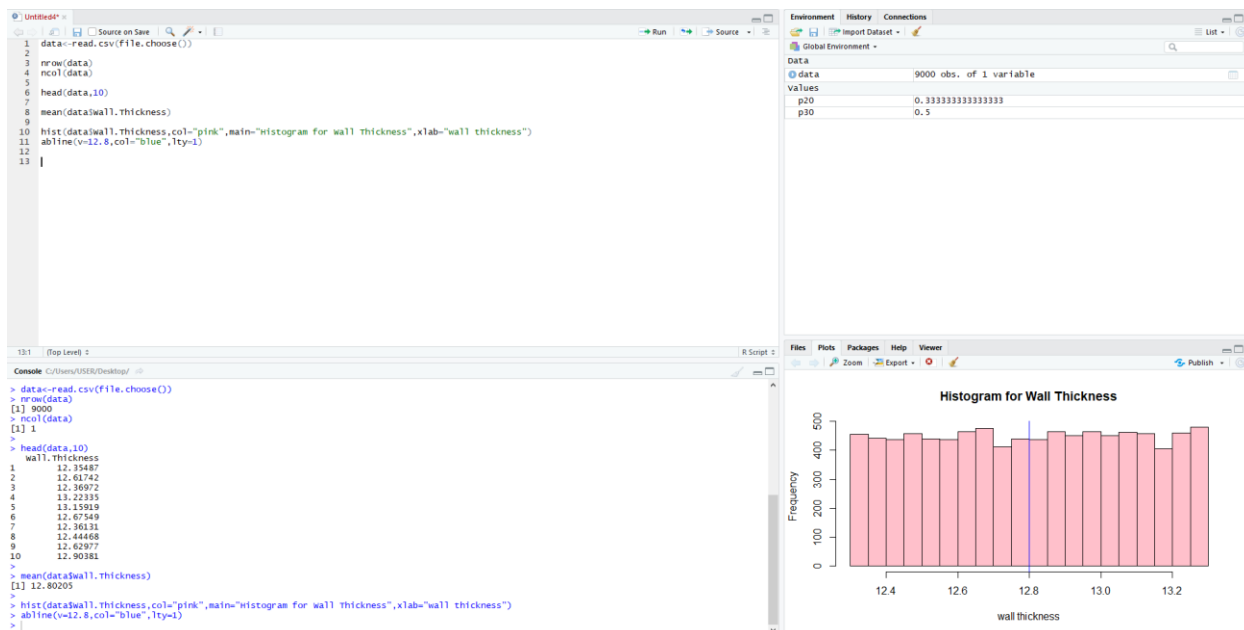 Untitled4*
Source on Save
Run
Source
1 data<-read.csv(file.choose())
2
3 nrow(data)
4 ncol(data)
5
6 head(data,10)
7
8 mean(data$Wall.Thickness)
9
10 hist(data$Wall.Thickness,col="pink",main="Histogram for Wall Thickness",xlab="wall thickness")
11 abline(v=12.8,col="blue",lty=1)
12
13
13:1 (Top Level) R Script
Console C:/Users/USER/Desktop/
> data<-read.csv(file.choose())
> nrow(data)
[1] 9000
> ncol(data)
[1] 1
>
> head(data,10)
Wall.Thickness
1 12.35487
2 12.61742
3 12.36972
4 13.22335
5 13.15919
6 12.67549
7 12.36131
8 12.44468
9 12.62977
10 12.90381
>
> mean(data$Wall.Thickness)
[1] 12.80205
>
> hist(data$Wall.Thickness,col="pink",main="Histogram for Wall Thickness",xlab="wall thickness")
> abline(v=12.8,col="blue",lty=1)
>
Environment History Connections
Import Dataset List
Global Environment
Data
data 9000 obs. of 1 variable
Values
p20 0.333333333333333
p30 0.5
Files Plots Packages Help Viewer
Zoom Export Publish
Histogram for Wall Thickness
Frequency
500
400
300
200
100
0
12.4 12.6 12.8 13.0 13.2
wall thickness